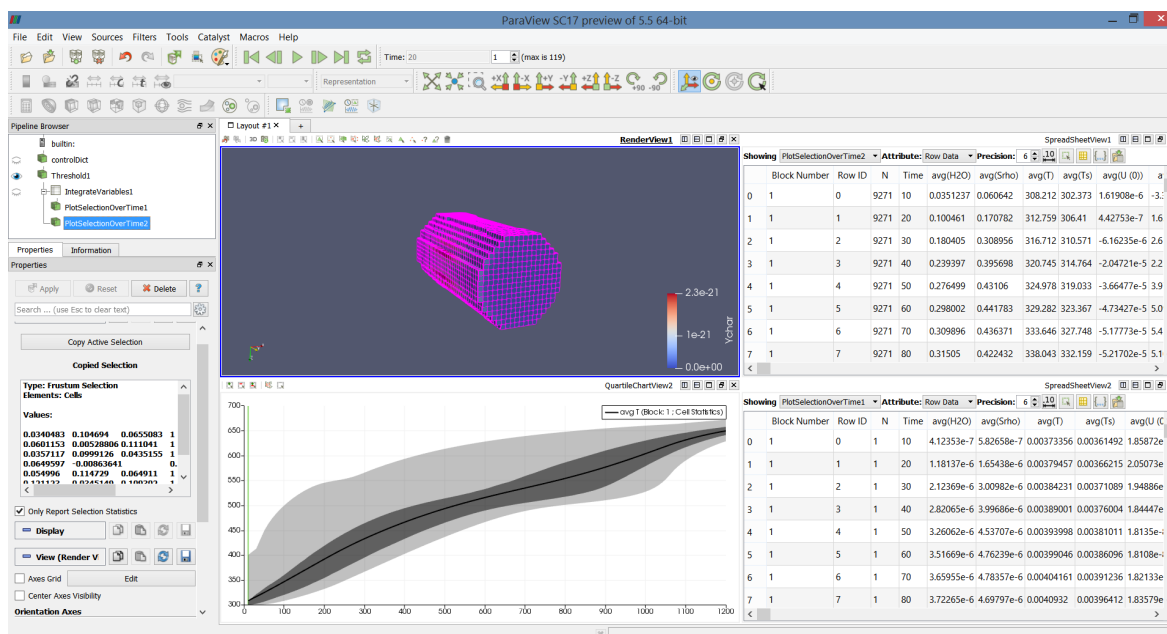 ParaView SC17 preview of 5.5 64-bit
File Edit View Sources Filters Tools Catalyst Macros Help
Time: 20 1 (max is 119)
Representation +X -X +Y -Y +Z -Z +90 -90
Pipeline Browser
Layout #1 × +
builtin:
controlDict
Threshold1
IntegrateVariables1
PlotSelectionOverTime1
PlotSelectionOverTime2
Properties Information
Properties
Apply Reset Delete ?
Search ... (use Esc to clear text)
Copy Active Selection
Copied Selection
Type: Frustum Selection
Elements: Cells
Values:
0.0340483 0.104694 0.0655083 1
0.0601153 0.00528806 0.111041 1
0.0357117 0.0999126 0.0435155 1
0.0649597 -0.00863641 0.
0.054996 0.114729 0.064911 1
Only Report Selection Statistics
Display
View (Render V
Axes Grid Edit
Center Axes Visibility
Orientation Axes
3D RenderView1
2.3e-21
1e-21
0.0e+00
Ychar
QuartileChartView2
avg T (Block: 1 ; Cell Statistics)
700
650
600
550
500
450
400
350
300
0 100 200 300 400 500 600 700 800 900 1000 1100 1200
SpreadSheetView1
Showing PlotSelectionOverTime2 Attribute: Row Data Precision: 6
Block Number Row ID N Time avg(H2O) avg(Srho) avg(T) avg(Ts) avg(U (0))
0 1 0 9271 10 0.0351237 0.060642 308.212 302.373 1.61908e-6 -3.
1 1 1 9271 20 0.100461 0.170782 312.759 306.41 4.42753e-7 1.6
2 1 2 9271 30 0.180405 0.308956 316.712 310.571 -6.16235e-6 2.6
3 1 3 9271 40 0.239397 0.395698 320.745 314.764 -2.04721e-5 2.2
4 1 4 9271 50 0.276499 0.43106 324.978 319.033 -3.66477e-5 3.9
5 1 5 9271 60 0.298002 0.441783 329.282 323.367 -4.73427e-5 5.0
6 1 6 9271 70 0.309896 0.436371 333.646 327.748 -5.17773e-5 5.4
7 1 7 9271 80 0.31505 0.422432 338.043 332.159 -5.21702e-5 5.1
SpreadSheetView2
Showing PlotSelectionOverTime1 Attribute: Row Data Precision: 6
Block Number Row ID N Time avg(H2O) avg(Srho) avg(T) avg(Ts) avg(U (0
0 1 0 1 10 4.12353e-7 5.82658e-7 0.00373356 0.00361492 1.85872e
1 1 1 1 20 1.18137e-6 1.65438e-6 0.00379457 0.00366215 2.05073e
2 1 2 1 30 2.12369e-6 3.00982e-6 0.00384231 0.00371089 1.94886e
3 1 3 1 40 2.82065e-6 3.99686e-6 0.00389001 0.00376004 1.84447e
4 1 4 1 50 3.26062e-6 4.53707e-6 0.00393998 0.00381011 1.8135e-
5 1 5 1 60 3.51669e-6 4.76239e-6 0.00399046 0.00386096 1.8108e-
6 1 6 1 70 3.65955e-6 4.78357e-6 0.00404161 0.00391236 1.82133e
7 1 7 1 80 3.72265e-6 4.69797e-6 0.0040932 0.00396412 1.83579e